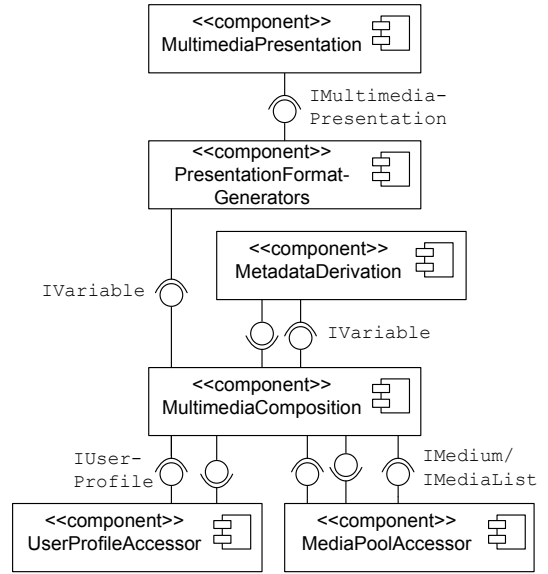 <<component>>
MultimediaPresentation
IMultimedia-
Presentation
<<component>>
PresentationFormat-
Generators
<<component>>
MetadataDerivation
IVariable
IVariable
<<component>>
MultimediaComposition
IUser-
Profile
IMedium/
IMediaList
<<component>>
UserProfileAccessor
<<component>>
MediaPoolAccessor